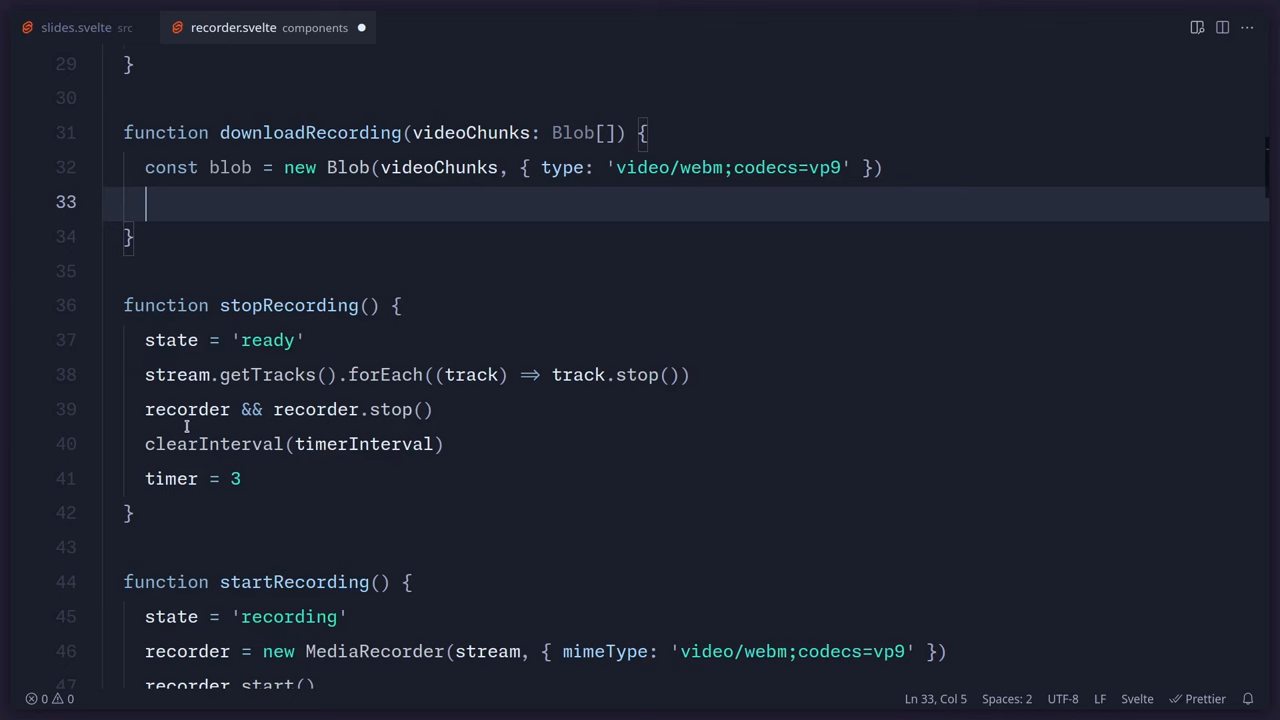 slides.svelte src
recorder.svelte components
29 }
30
31 function downloadRecording(videoChunks: Blob[]) {
32 const blob = new Blob(videoChunks, { type: 'video/webm;codecs=vp9' })
33
34 }
35
36 function stopRecording() {
37 state = 'ready'
38 stream.getTracks().forEach((track) ⇒ track.stop())
39 recorder && recorder.stop()
40 clearInterval(timerInterval)
41 timer = 3
42 }
43
44 function startRecording() {
45 state = 'recording'
46 recorder = new MediaRecorder(stream, { mimeType: 'video/webm;codecs=vp9' })
47 recorder.start()
0 0 Ln 33, Col 5 Spaces: 2 UTF-8 LF Svelte Prettier